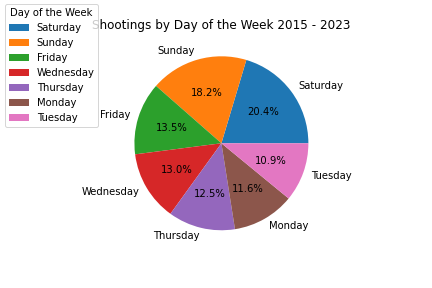 Day of the Week
Saturday
Sunday
Friday
Wednesday
Thursday
Monday
Tuesday
Shootings by Day of the Week 2015 - 2023
Saturday
20.4%
Sunday
18.2%
Friday
13.5%
Wednesday
13.0%
Thursday
12.5%
Monday
11.6%
Tuesday
10.9%